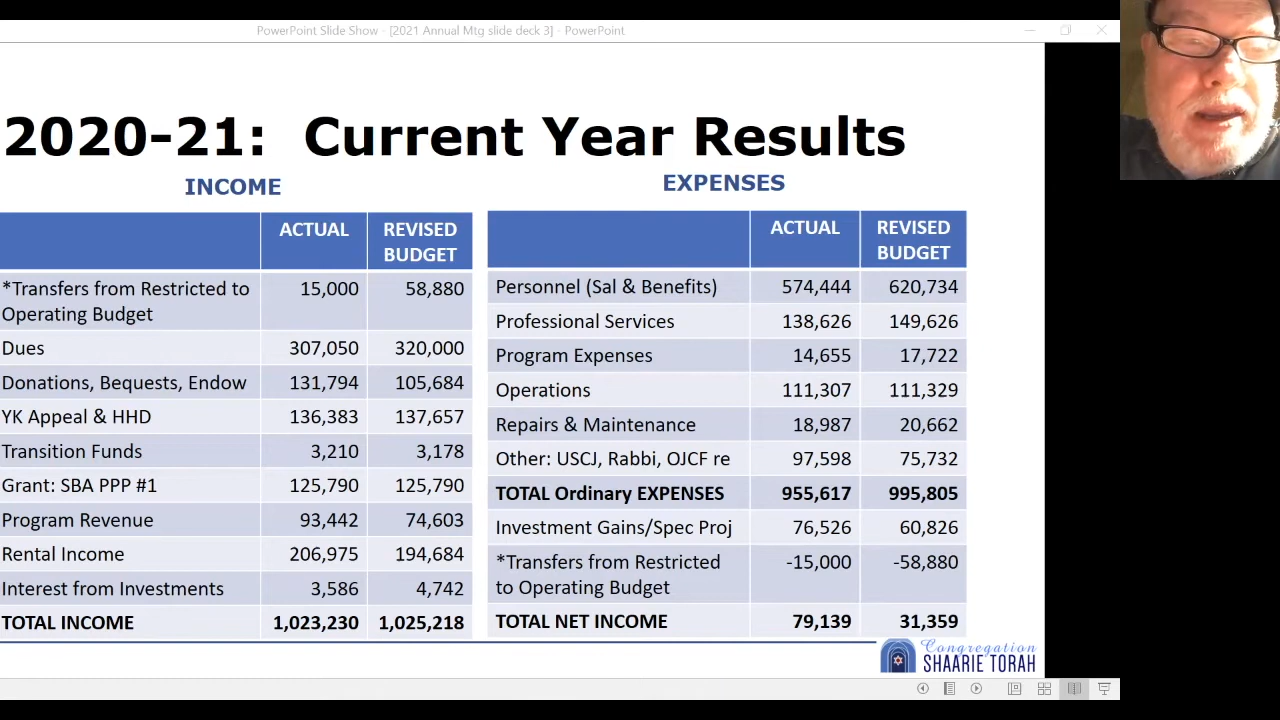 PowerPoint Slide Show - [2021 Annual Mtg slide deck 3] - PowerPoint
2020-21: Current Year Results
INCOME
ACTUAL REVISED
BUDGET
*Transfers from Restricted to 15,000 58,880
Operating Budget
Dues 307,050 320,000
Donations, Bequests, Endow 131,794 105,684
YK Appeal & HHD 136,383 137,657
Transition Funds 3,210 3,178
Grant: SBA PPP #1 125,790 125,790
Program Revenue 93,442 74,603
Rental Income 206,975 194,684
Interest from Investments 3,586 4,742
TOTAL INCOME 1,023,230 1,025,218
EXPENSES
ACTUAL REVISED
BUDGET
Personnel (Sal & Benefits) 574,444 620,734
Professional Services 138,626 149,626
Program Expenses 14,655 17,722
Operations 111,307 111,329
Repairs & Maintenance 18,987 20,662
Other: USCJ, Rabbi, OJCF re 97,598 75,732
TOTAL Ordinary EXPENSES 955,617 995,805
Investment Gains/Spec Proj 76,526 60,826
*Transfers from Restricted -15,000 -58,880
to Operating Budget
TOTAL NET INCOME 79,139 31,359
Congregation
SHAARIE TORAH